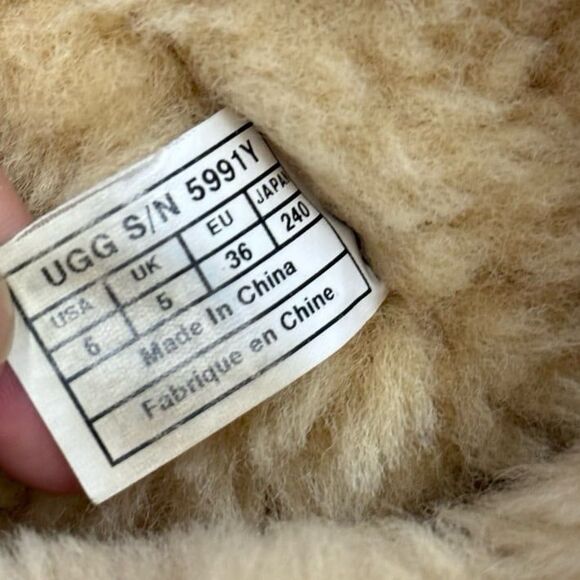 UGG S/N 5991Y
USA UK EU JAPAN
6 5 36 240
Made In China
Fabrique en Chine